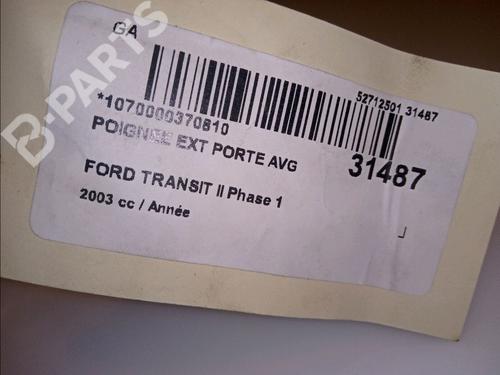 B-PARTS
GA
52712501 31487
*1070000370810
POIGNEE EXT PORTE AVG
31487
FORD TRANSIT II Phase 1
2003 cc / Année